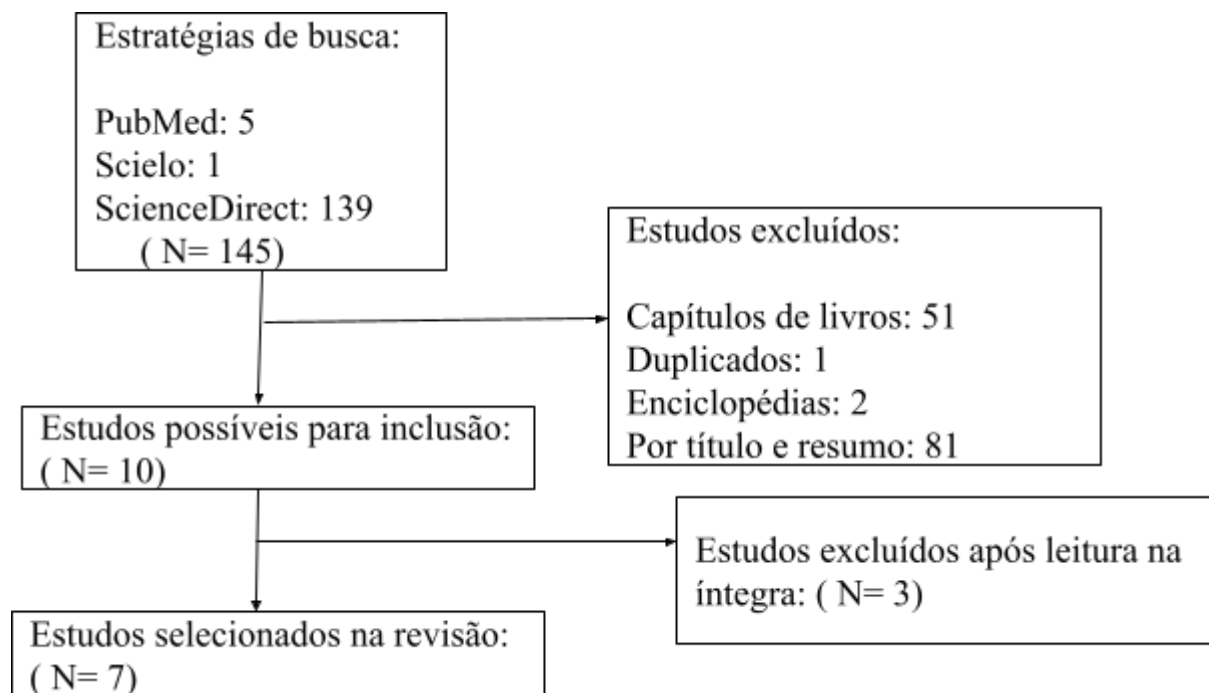 Estratégias de busca:
PubMed: 5
Scielo: 1
ScienceDirect: 139
( N= 145)
Estudos excluídos:
Capítulos de livros: 51
Duplicados: 1
Enciclopédias: 2
Por título e resumo: 81
Estudos possíveis para inclusão:
( N= 10)
Estudos excluídos após leitura na
íntegra: ( N= 3)
Estudos selecionados na revisão:
( N= 7)